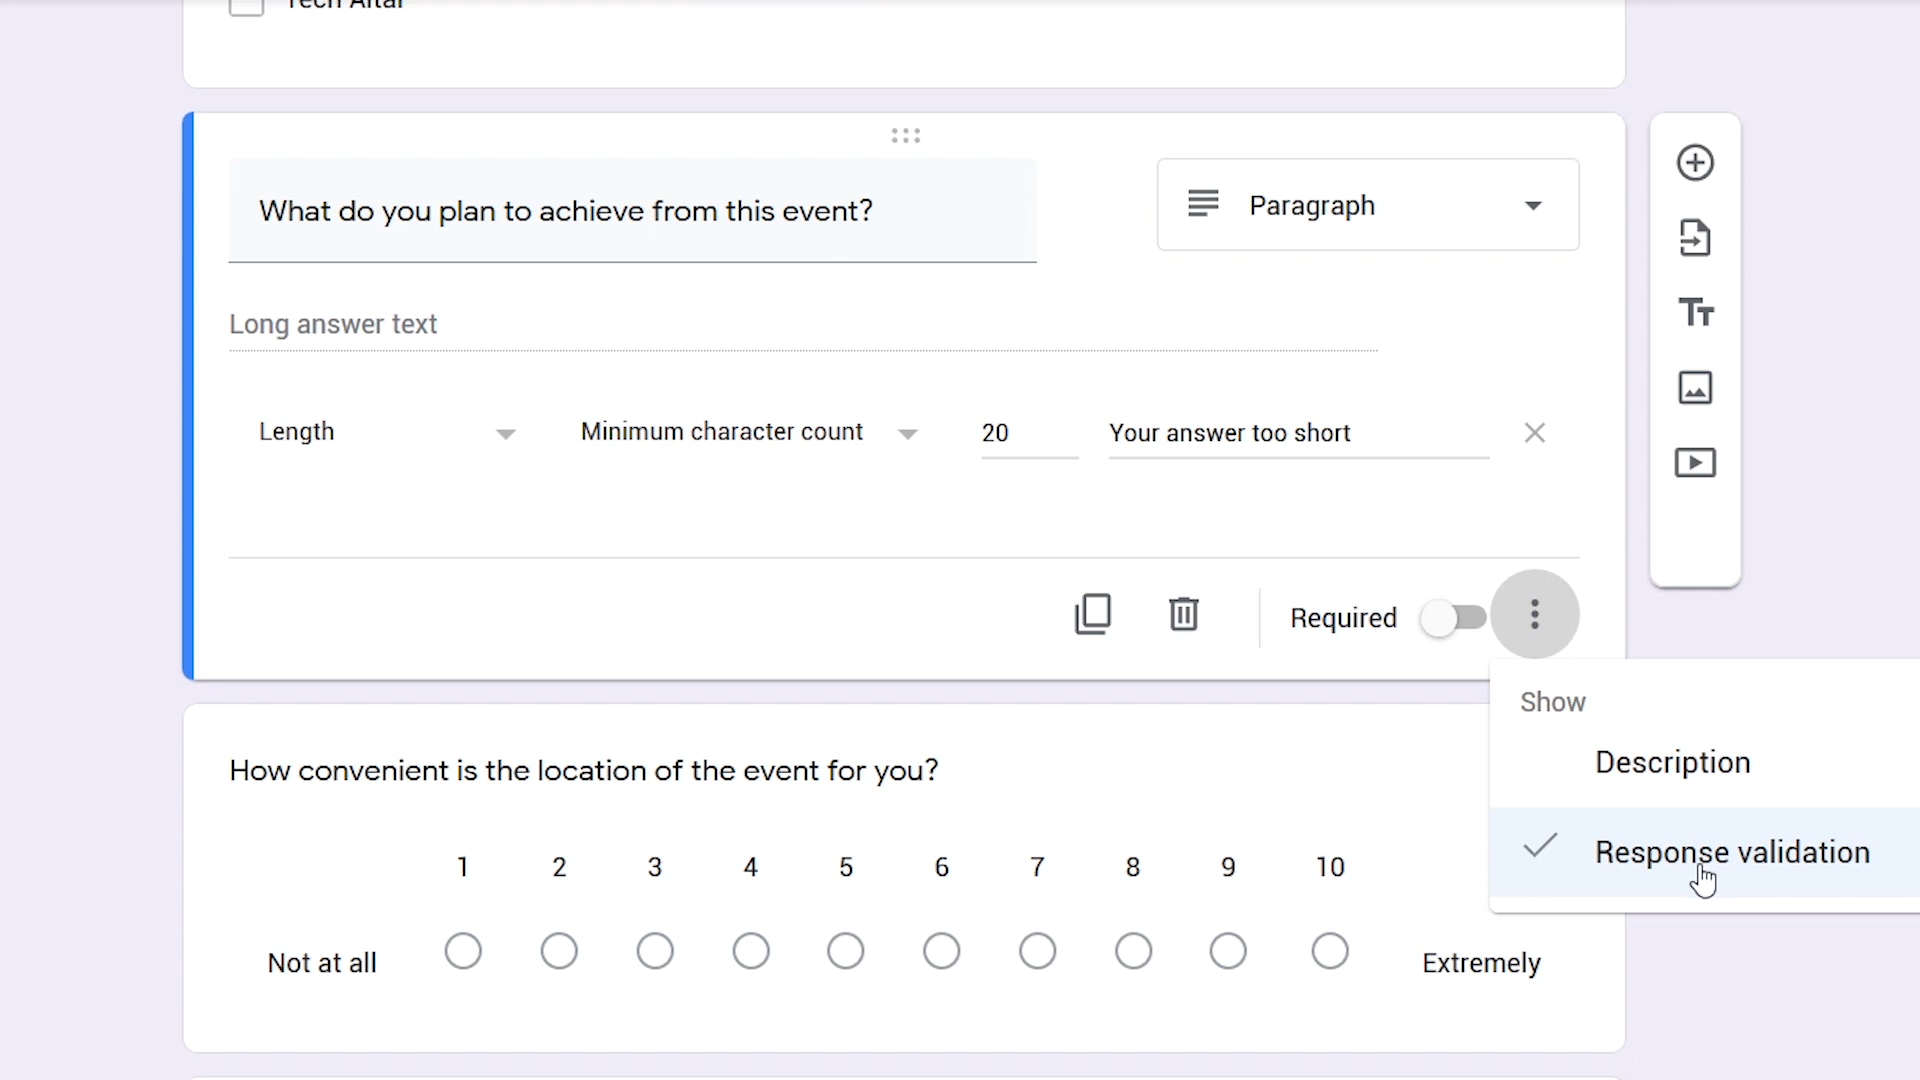 Tech Altar
What do you plan to achieve from this event?
Paragraph
Long answer text
Length
Minimum character count
20
Your answer too short
Required
Show
Description
Response validation
How convenient is the location of the event for you?
1 2 3 4 5 6 7 8 9 10
Not at all
Extremely